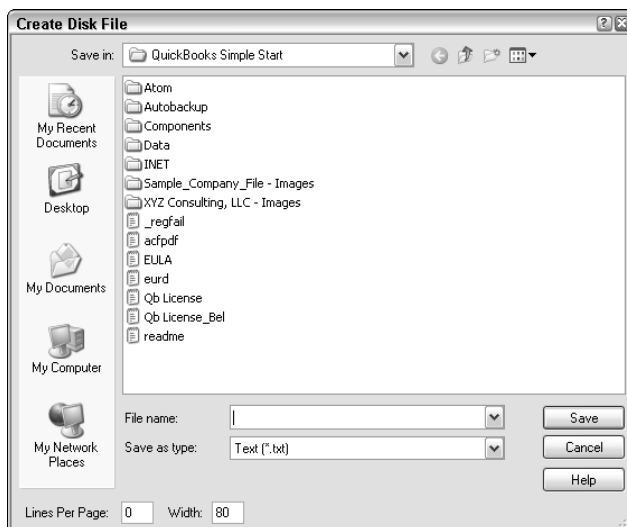 Create Disk File
Save in: QuickBooks Simple Start
My Recent
Documents
Desktop
My Documents
My Computer
My Network
Places
Atom
Autobackup
Components
Data
INET
Sample_Company_File - Images
XYZ Consulting, LLC - Images
_regfail
acfpdf
EULA
eurd
Qb License
Qb License_Bel
readme
File name:
Save
Save as type: Text (*.txt)
Cancel
Help
Lines Per Page: 0 Width: 80